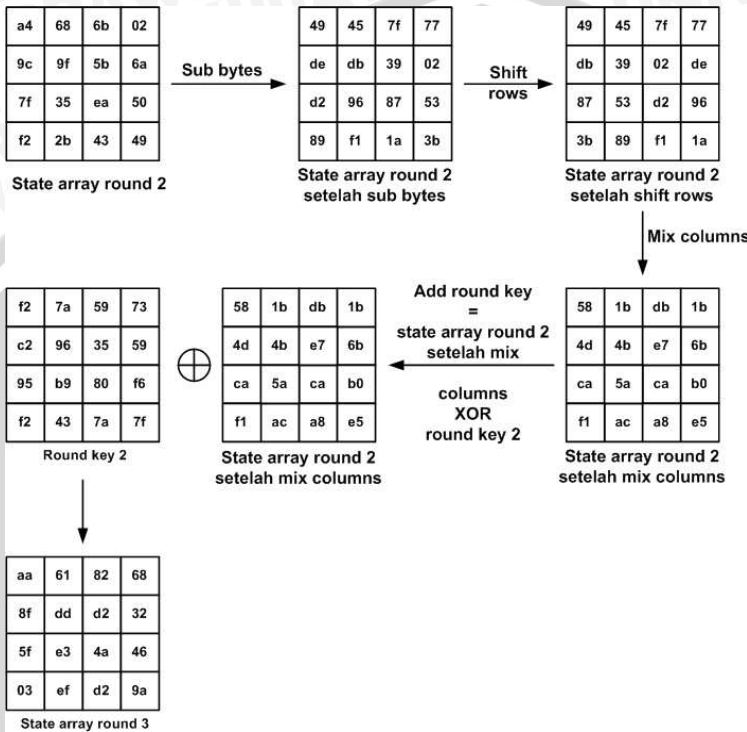 a4 68 6b 02
9c 9f 5b 6a
7f 35 ea 50
f2 2b 43 49
State array round 2
Sub bytes
49 45 7f 77
de db 39 02
d2 96 87 53
89 f1 1a 3b
State array round 2
setelah sub bytes
Shift
rows
49 45 7f 77
db 39 02 de
87 53 d2 96
3b 89 f1 1a
State array round 2
setelah shift rows
Mix columns
f2 7a 59 73
c2 96 35 59
95 b9 80 f6
f2 43 7a 7f
Round key 2
58 1b db 1b
4d 4b e7 6b
ca 5a ca b0
f1 ac a8 e5
State array round 2
setelah mix columns
Add round key
=
state array round 2
setelah mix
columns
XOR
round key 2
58 1b db 1b
4d 4b e7 6b
ca 5a ca b0
f1 ac a8 e5
State array round 2
setelah mix columns
aa 61 82 68
8f dd d2 32
5f e3 4a 46
03 ef d2 9a
State array round 3